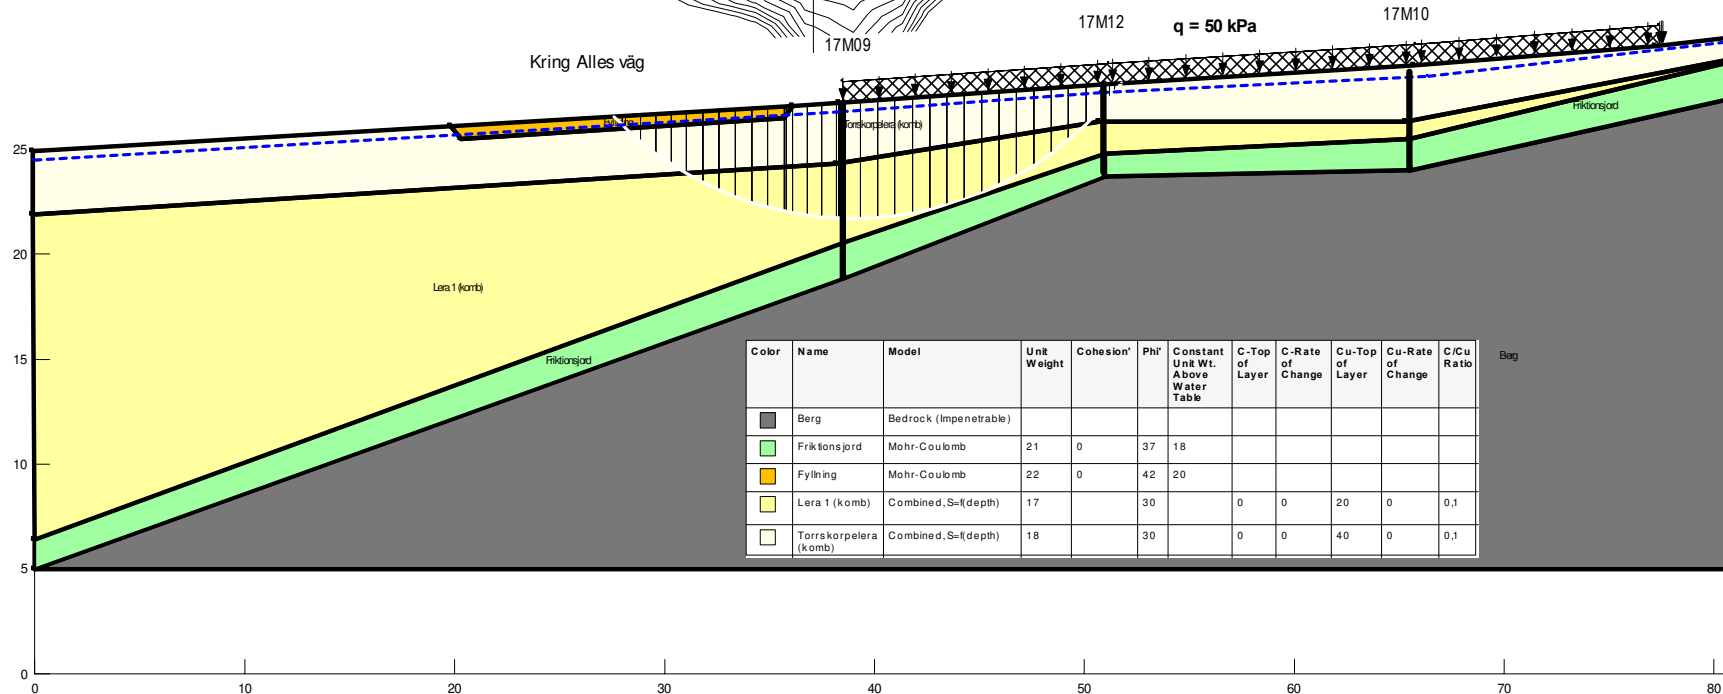 17M12
q = 50 kPa
17M10
17M09
Kring Alles väg
Torrskorpelera (komb)
Friktionsjord
25
20
Lera 1 (komb)
Friktionsjord
15
Berg
Color Name Model Unit Weight Cohesion' Phi' Constant Unit Wt. Above Water Table C-Top of Layer C-Rate of Change Cu-Top of Layer Cu-Rate of Change C/Cu Ratio
Berg Bedrock (Impenetrable)
Friktionsjord Mohr-Coulomb 21 0 37 18
10
Fyllning Mohr-Coulomb 22 0 42 20
Lera 1 (komb) Combined, S=f(depth) 17 30 0 0 20 0 0,1
Torrskorpelera (komb) Combined, S=f(depth) 18 30 0 0 40 0 0,1
5
0
0 10 20 30 40 50 60 70 80